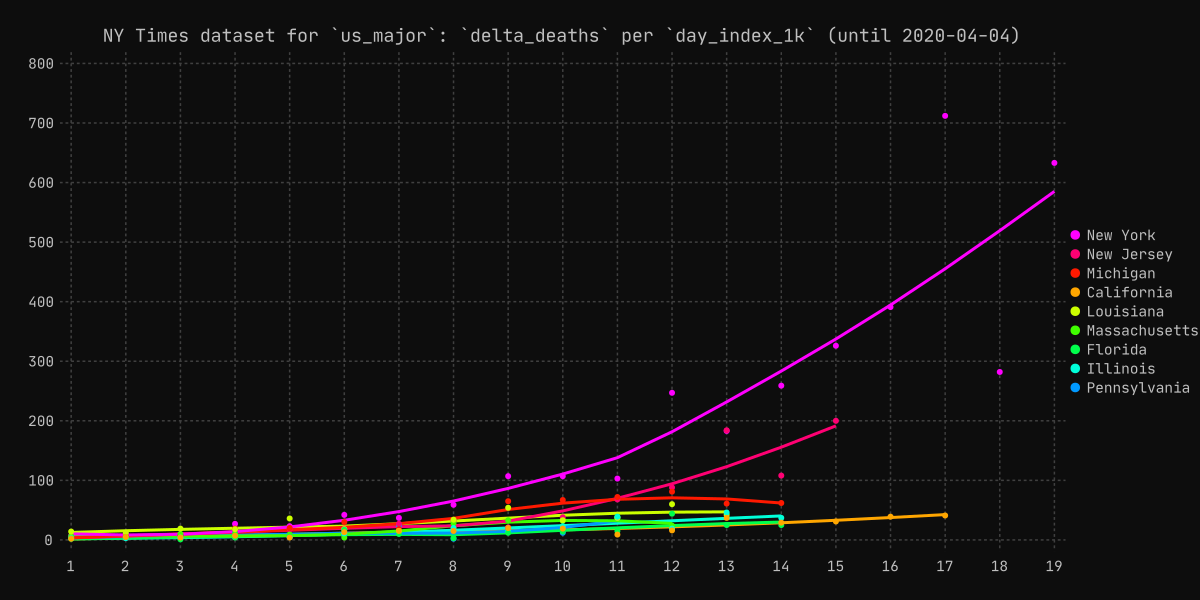 NY Times dataset for `us_major`: `delta_deaths` per `day_index_1k` (until 2020-04-04)
800
700
600
500
400
300
200
100
0
1 2 3 4 5 6 7 8 9 10 11 12 13 14 15 16 17 18 19
New York
New Jersey
Michigan
California
Louisiana
Massachusetts
Florida
Illinois
Pennsylvania